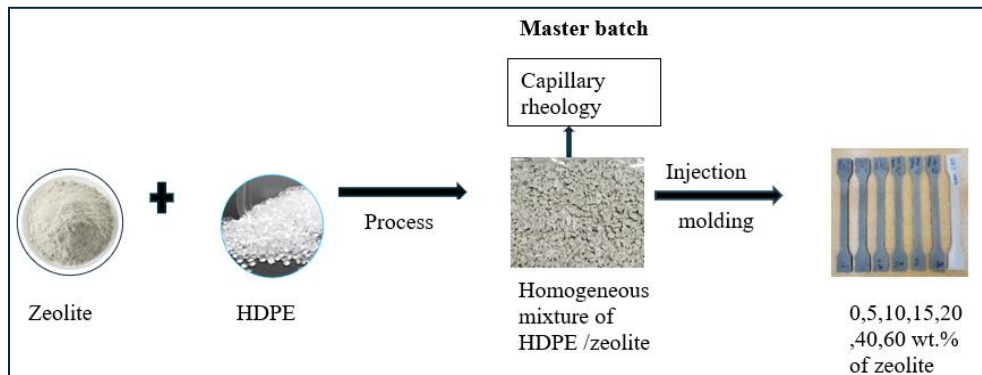 Master batch
Capillary
rheology
Injection
molding
Process
Zeolite
HDPE
Homogeneous
mixture of
HDPE /zeolite
0,5,10,15,20
,40,60 wt.%
of zeolite